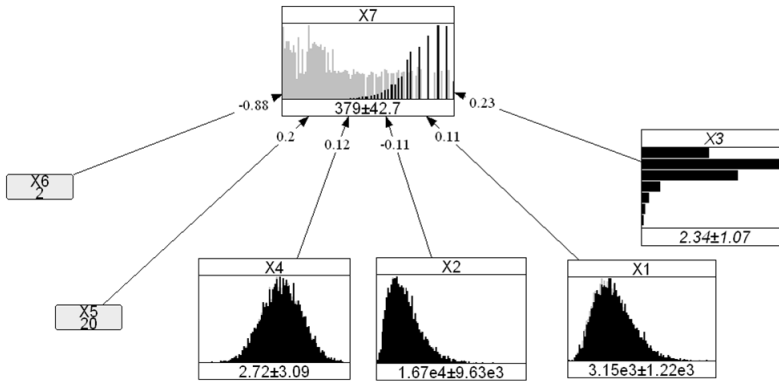 X7
379±42.7
-0.88
0.2
0.12
-0.11
0.11
0.23
X3
2.34±1.07
X6
2
X5
20
X4
2.72±3.09
X2
1.67e4±9.63e3
X1
3.15e3±1.22e3